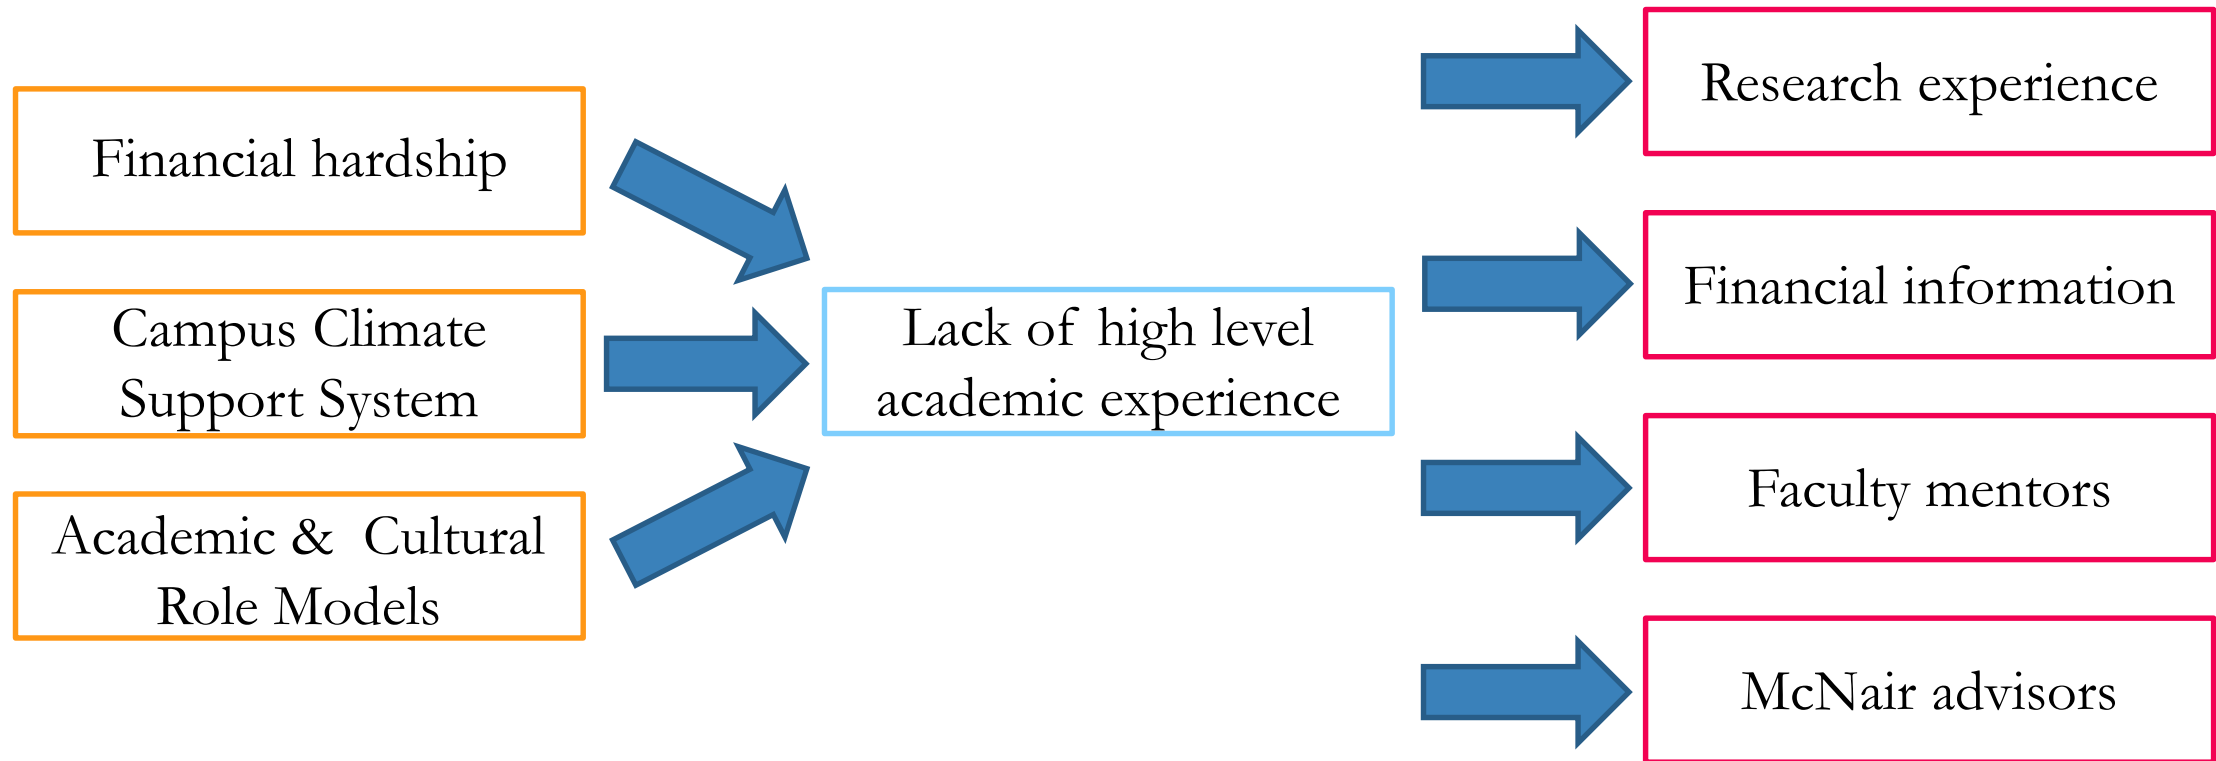 Financial hardship
Campus Climate
Support System
Academic &  Cultural
Role Models
Lack of high level
academic experience
Research experience
Financial information
Faculty mentors
McNair advisors